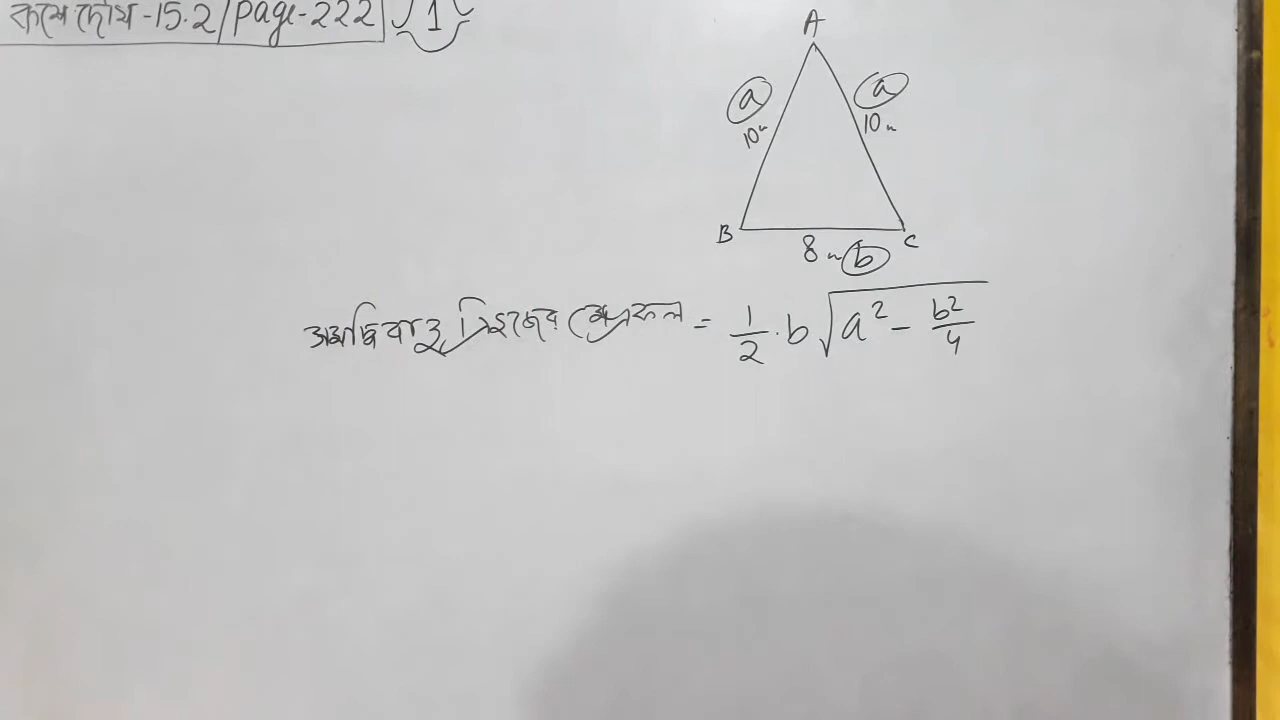 কষে দেখি-15.2/page-222 1
A
a a
10 10
B C
8 b
সমদ্বিবাহু ত্রিভুজের ক্ষেত্রফল = 1/2 · b √(a² - b²/4)